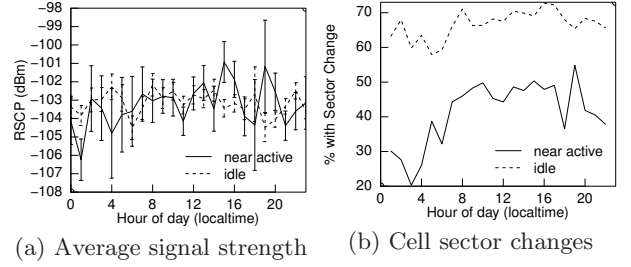 -98
-99
-100
-101
-102
-103
-104
-105
-106
-107
-108
RSCP (dBm)
near active
idle
0 4 8 12 16 20
Hour of day (localtime)
(a) Average signal strength
70
60
50
40
30
20
% with Sector Change
near active
idle
0 4 8 12 16 20
Hour of day (localtime)
(b) Cell sector changes